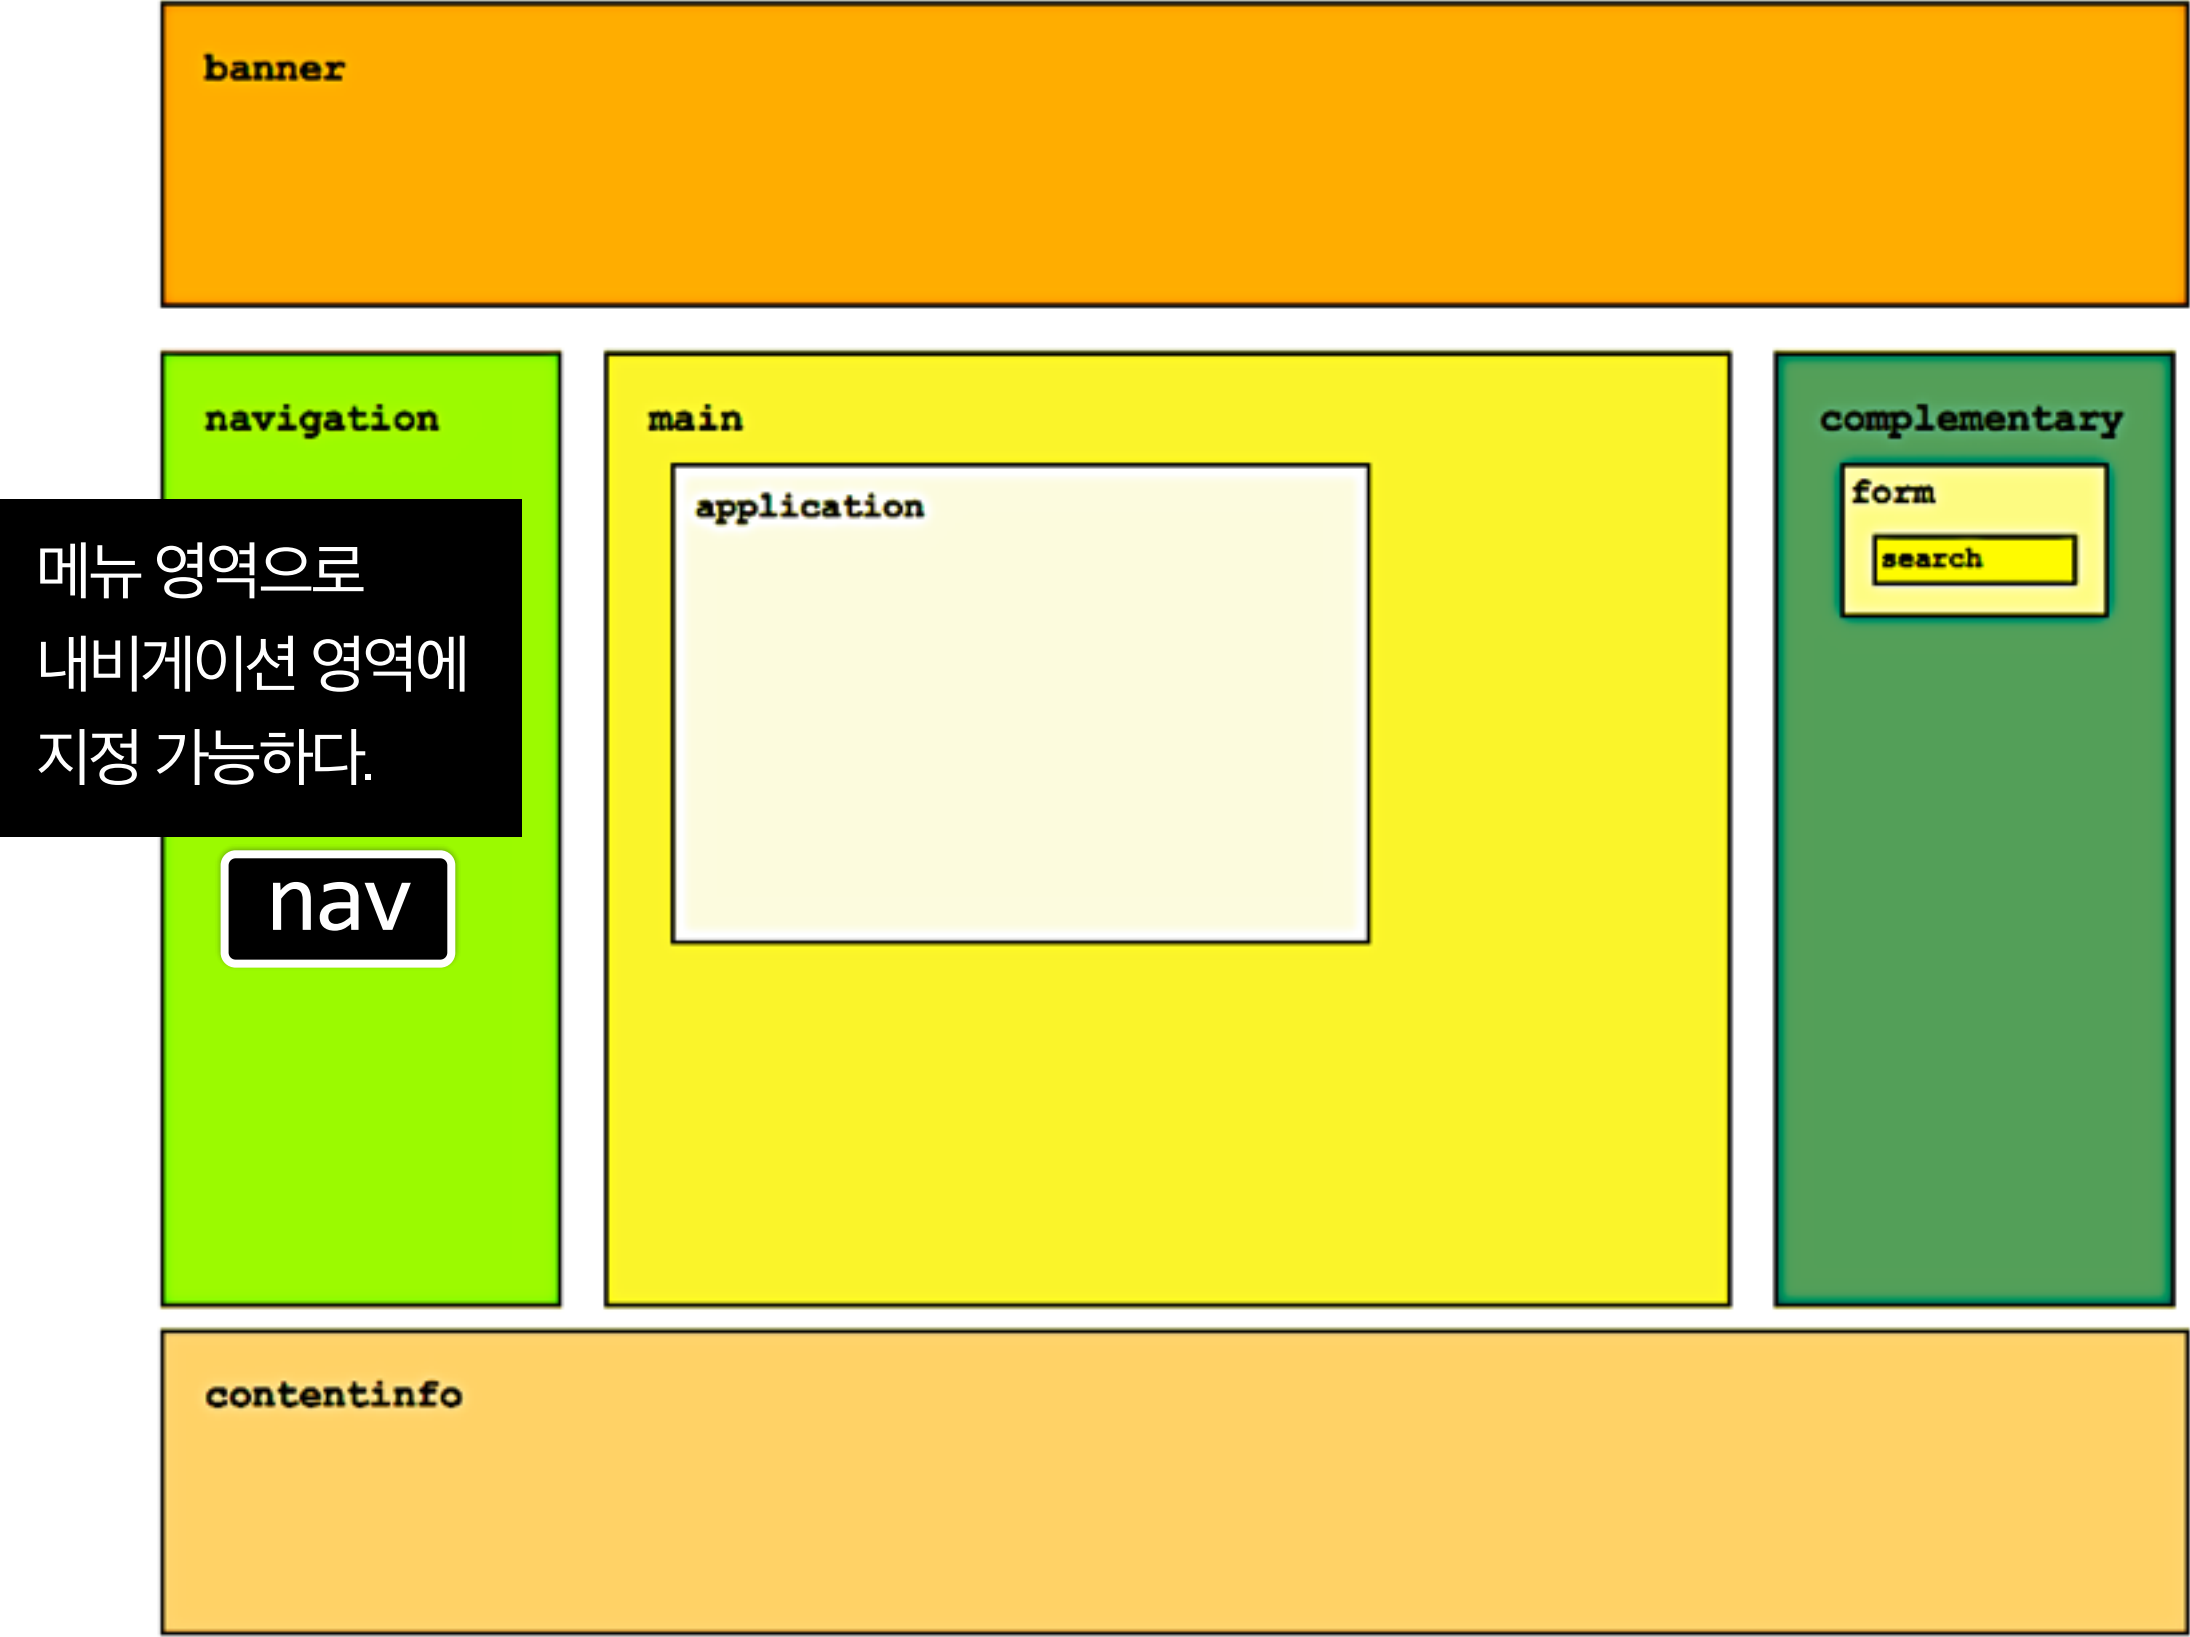 banner
navigation
메뉴 영역으로
내비게이션 영역에
지정 가능하다.
nav
main
application
complementary
form
search
contentinfo